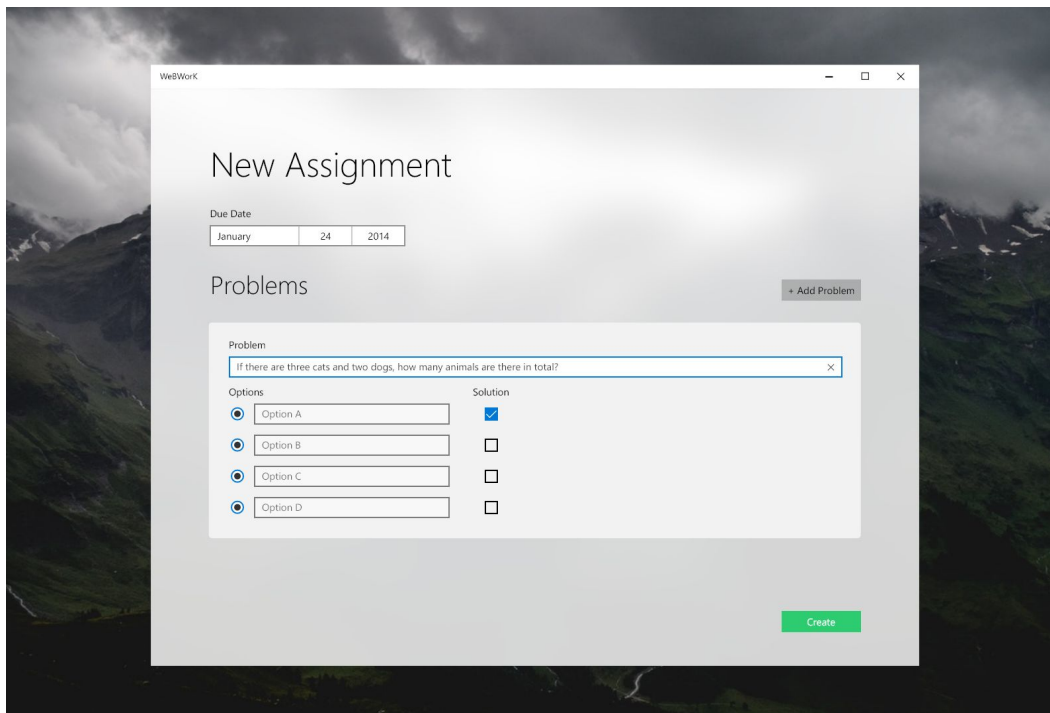 WeBWorK
New Assignment
Due Date
January 24 2014
Problems
+ Add Problem
Problem
If there are three cats and two dogs, how many animals are there in total?
Options Solution
Option A
Option B
Option C
Option D
Create